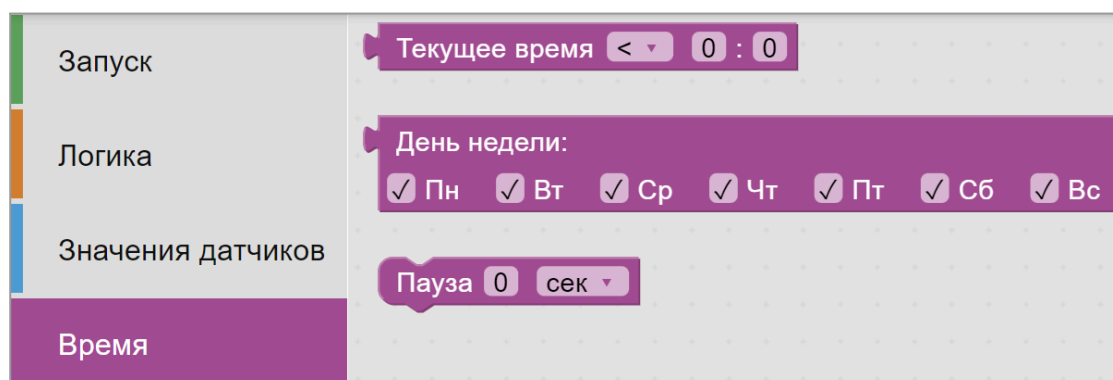 Запуск
Логика
Значения датчиков
Время
Текущее время < 0 : 0
День недели:
✓ Пн ✓ Вт ✓ Ср ✓ Чт ✓ Пт ✓ Сб ✓ Вс
Пауза 0 сек